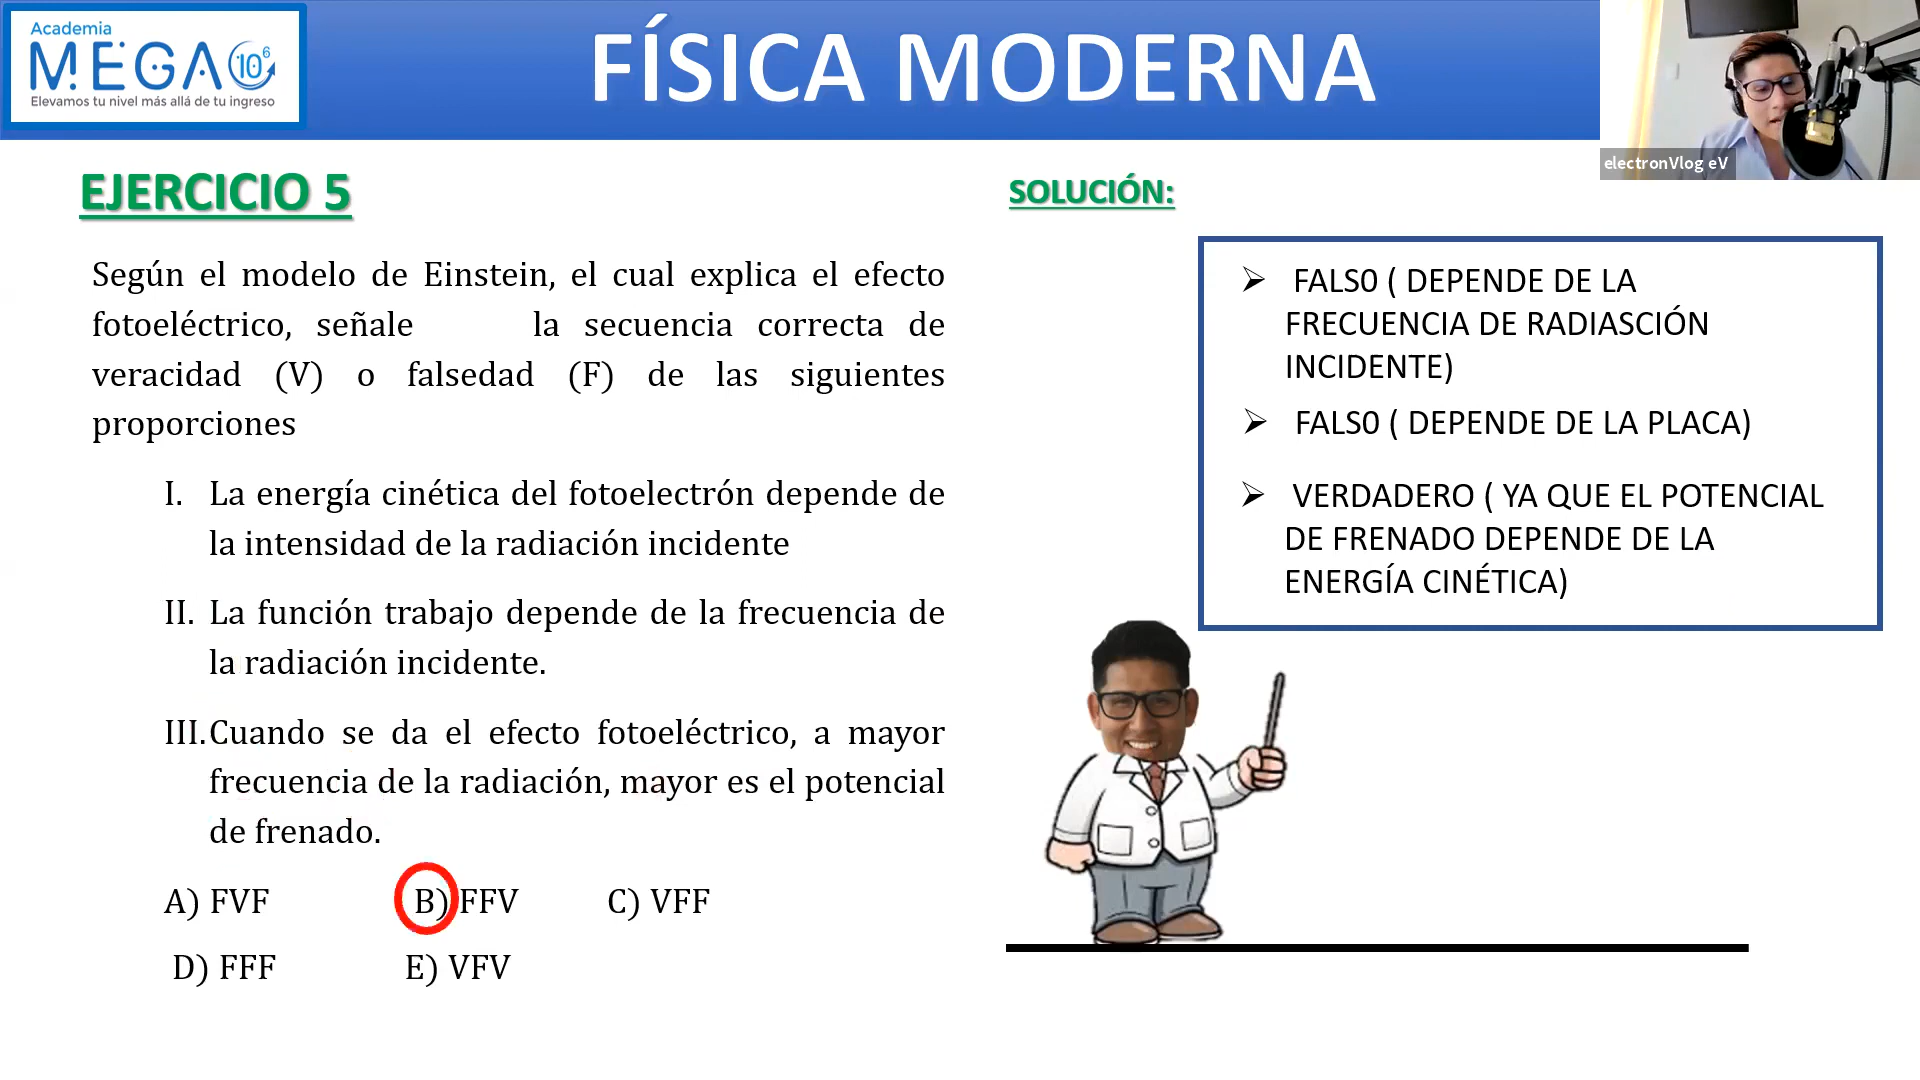 Academia
MEGA 10⁶
Elevamos tu nivel más allá de tu ingreso
FÍSICA MODERNA
electronVlog eV
EJERCICIO 5
Según el modelo de Einstein, el cual explica el efecto
fotoeléctrico, señale la secuencia correcta de
veracidad (V) o falsedad (F) de las siguientes
proporciones
I. La energía cinética del fotoelectrón depende de
la intensidad de la radiación incidente
II. La función trabajo depende de la frecuencia de
la radiación incidente.
III. Cuando se da el efecto fotoeléctrico, a mayor
frecuencia de la radiación, mayor es el potencial
de frenado.
A) FVF B) FFV C) VFF
D) FFF E) VFV
SOLUCIÓN:
➢ FALS0 ( DEPENDE DE LA
FRECUENCIA DE RADIASCIÓN
INCIDENTE)
➢ FALS0 ( DEPENDE DE LA PLACA)
➢ VERDADERO ( YA QUE EL POTENCIAL
DE FRENADO DEPENDE DE LA
ENERGÍA CINÉTICA)